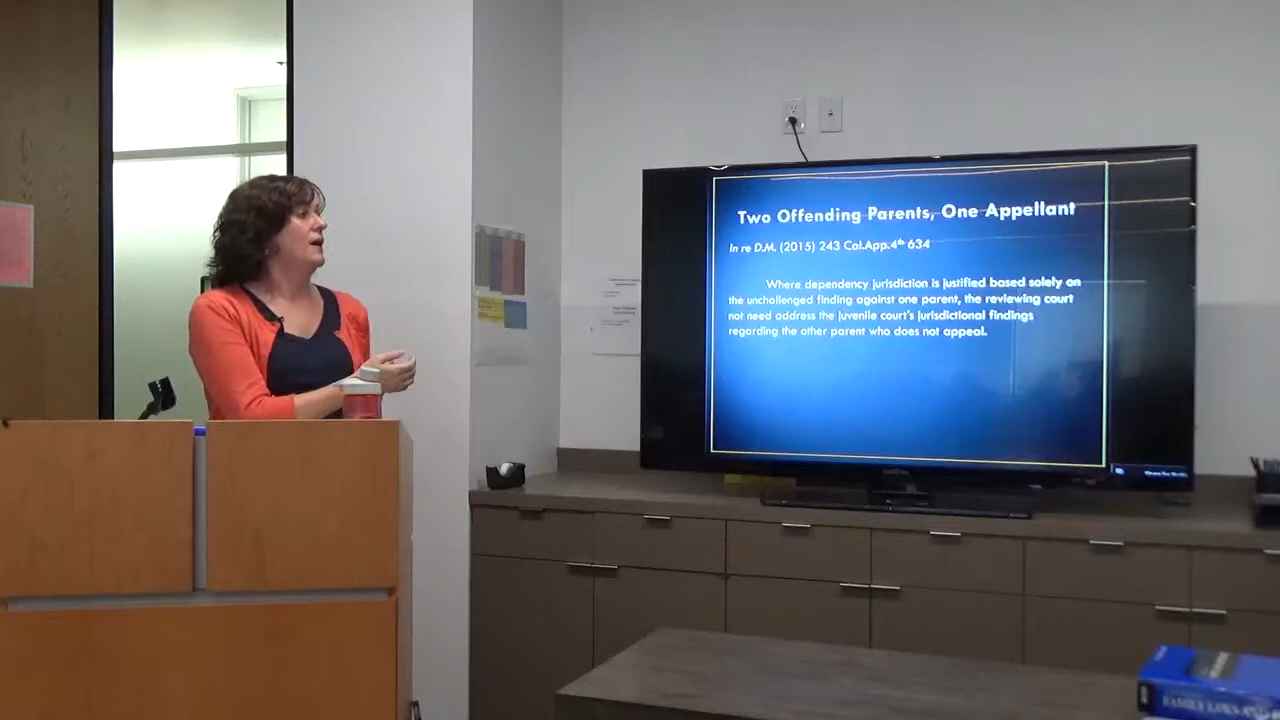 Two Offending Parents, One Appellant
In re D.M. (2015) 243 Cal.App.4th 634
Where dependency jurisdiction is justified based solely on
the unchallenged finding against one parent, the reviewing court
not need address the juvenile court's jurisdictional findings
regarding the other parent who does not appeal.
FAMILY LAWS